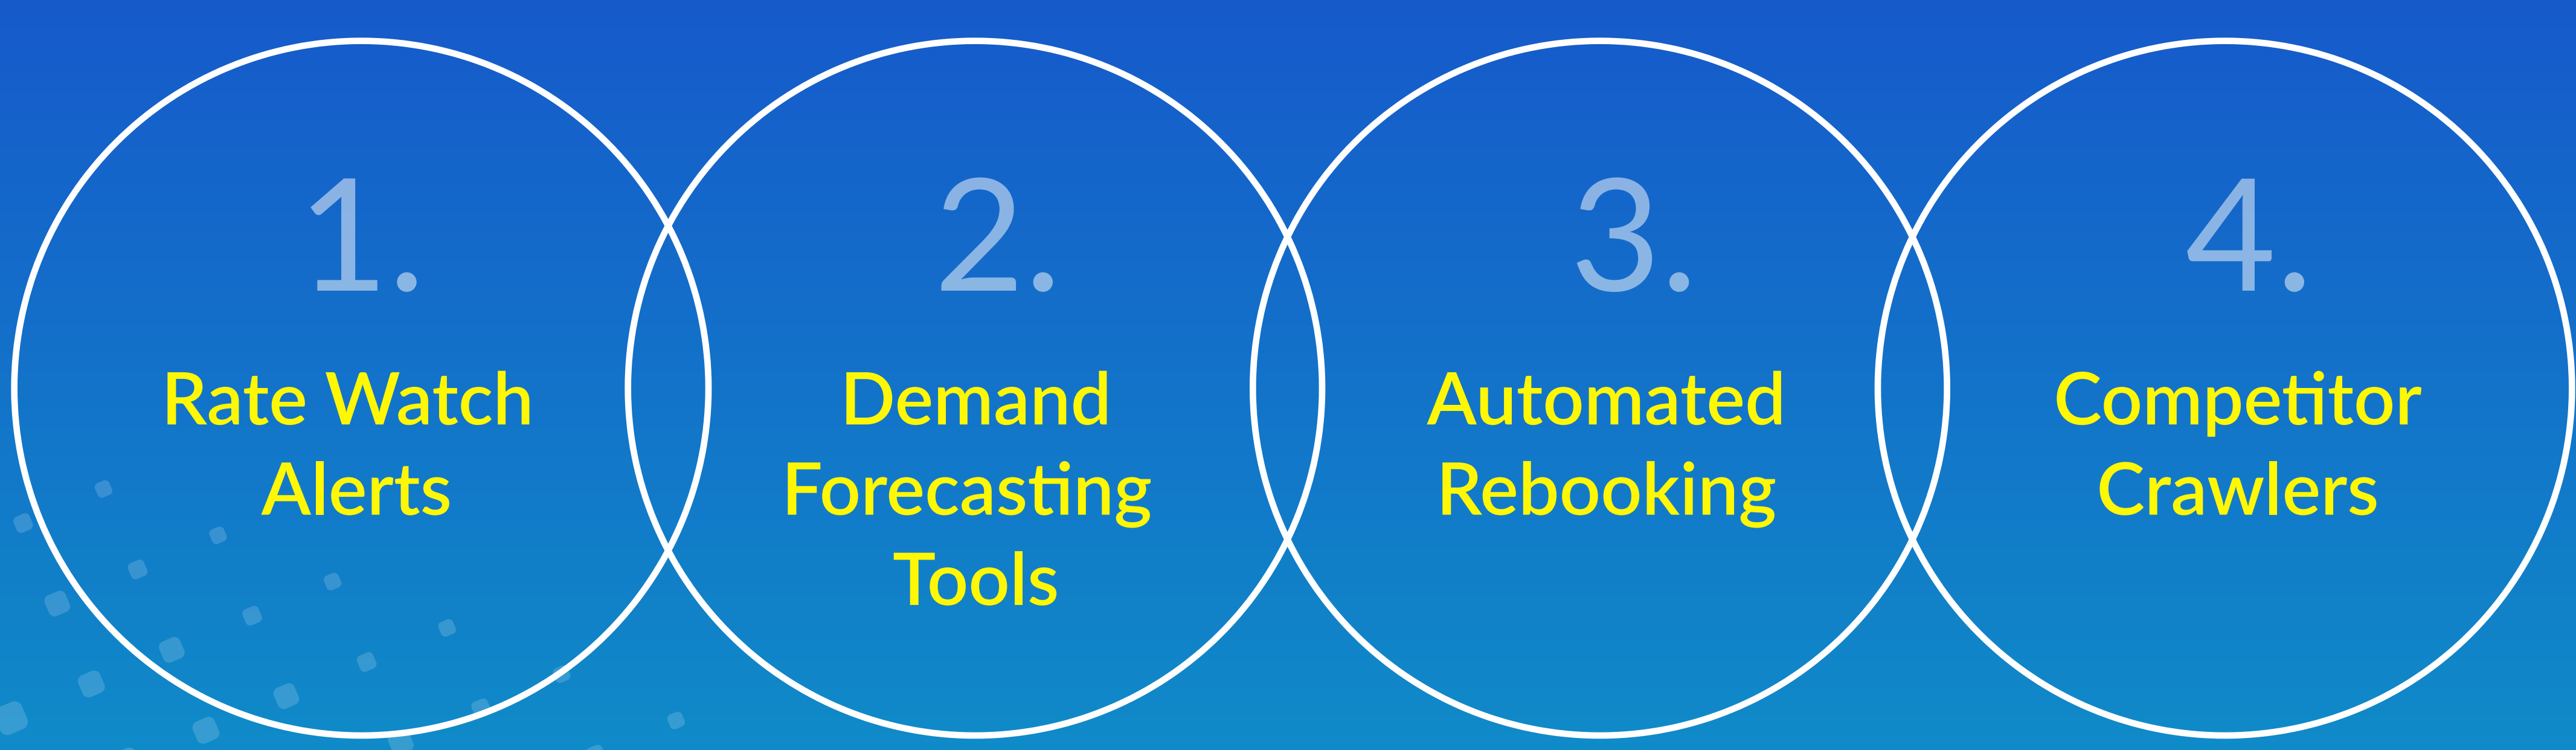 1.
Rate Watch
Alerts
2.
Demand
Forecasting
Tools
3.
Automated
Rebooking
4.
Competitor
Crawlers